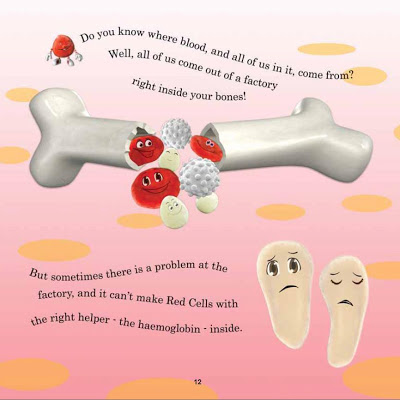 Do you know where blood, and all of us in it, come from?
Well, all of us come out of a factory
right inside your bones!
But sometimes there is a problem at the
factory, and it can't make Red Cells with
the right helper - the haemoglobin - inside.
12